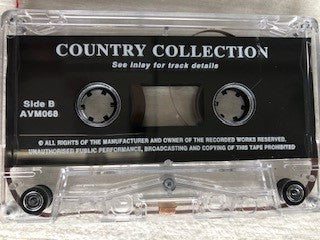 COUNTRY COLLECTION
See inlay for track details
Side B
AVM068
© ALL RIGHTS OF THE MANUFACTURER AND OWNER OF THE RECORDED WORKS RESERVED.
UNAUTHORISED PUBLIC PERFORMANCE, BROADCASTING AND COPYING OF THIS TAPE PROHIBITED